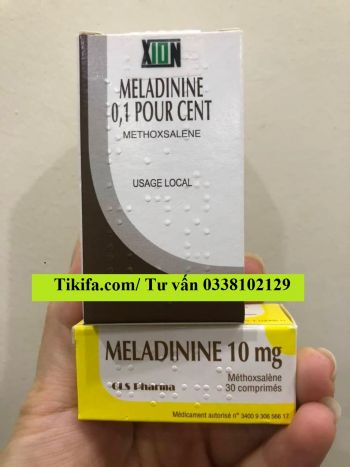 XION
MELADININE
0,1 POUR CENT
METHOXSALENE
USAGE LOCAL
Tikifa.com/ Tư vấn 0338102129
MELADININE 10 mg
Méthoxsalène
30 comprimés
CLS Pharma
Médicament autorisé n° 3400 9 306 566 17